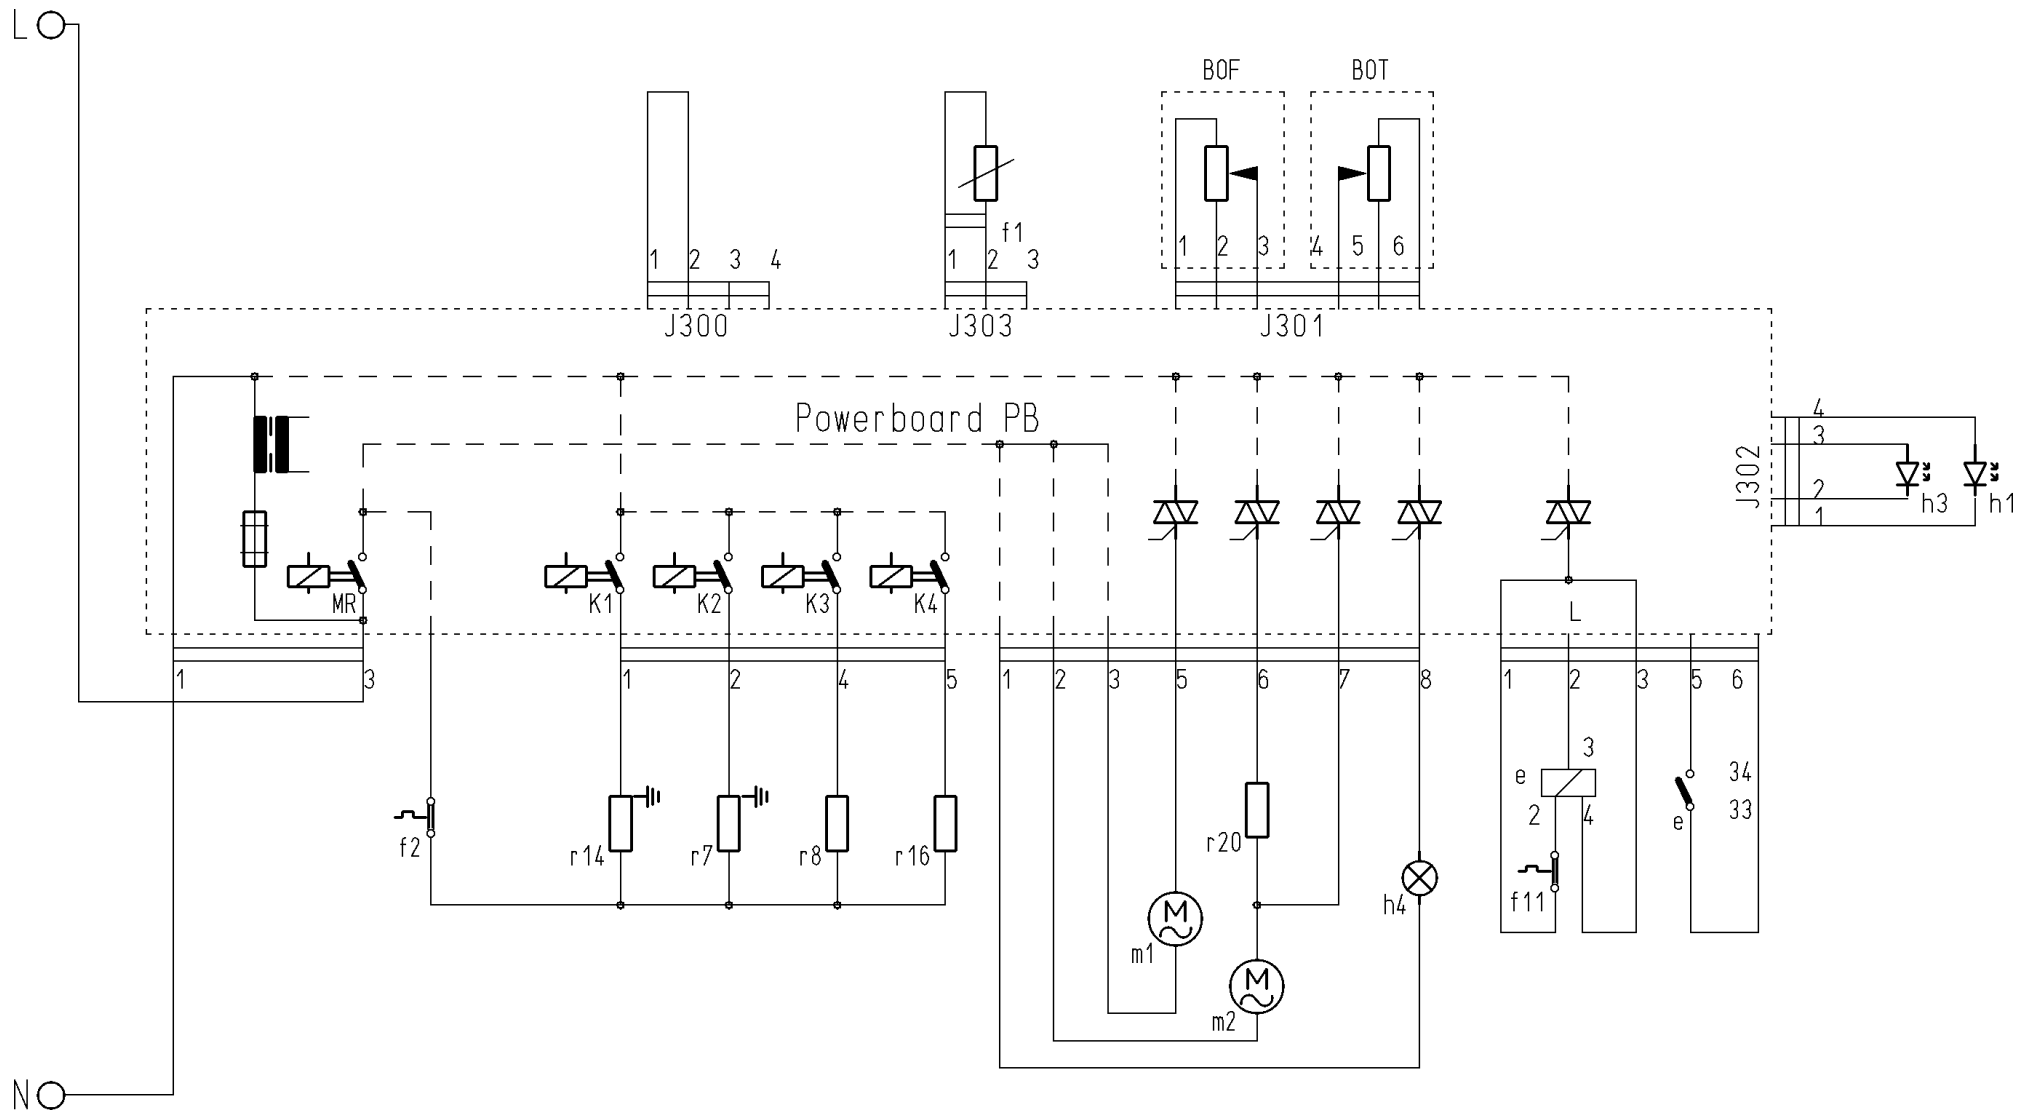 L
BOF BOT
f1
1 2 3 4 5 6
1 2 3 4 1 2 3
J300 J303 J301
Powerboard PB
4
3
J302
2
1
h3 h1
MR K1 K2 K3 K4 L
1 3 1 2 4 5 1 2 3 5 6 7 8 1 2 3 5 6
3
e 34
2 4 e 33
f2 r14 r7 r8 r16 r20
h4 f11
m1
m2
N
M
M